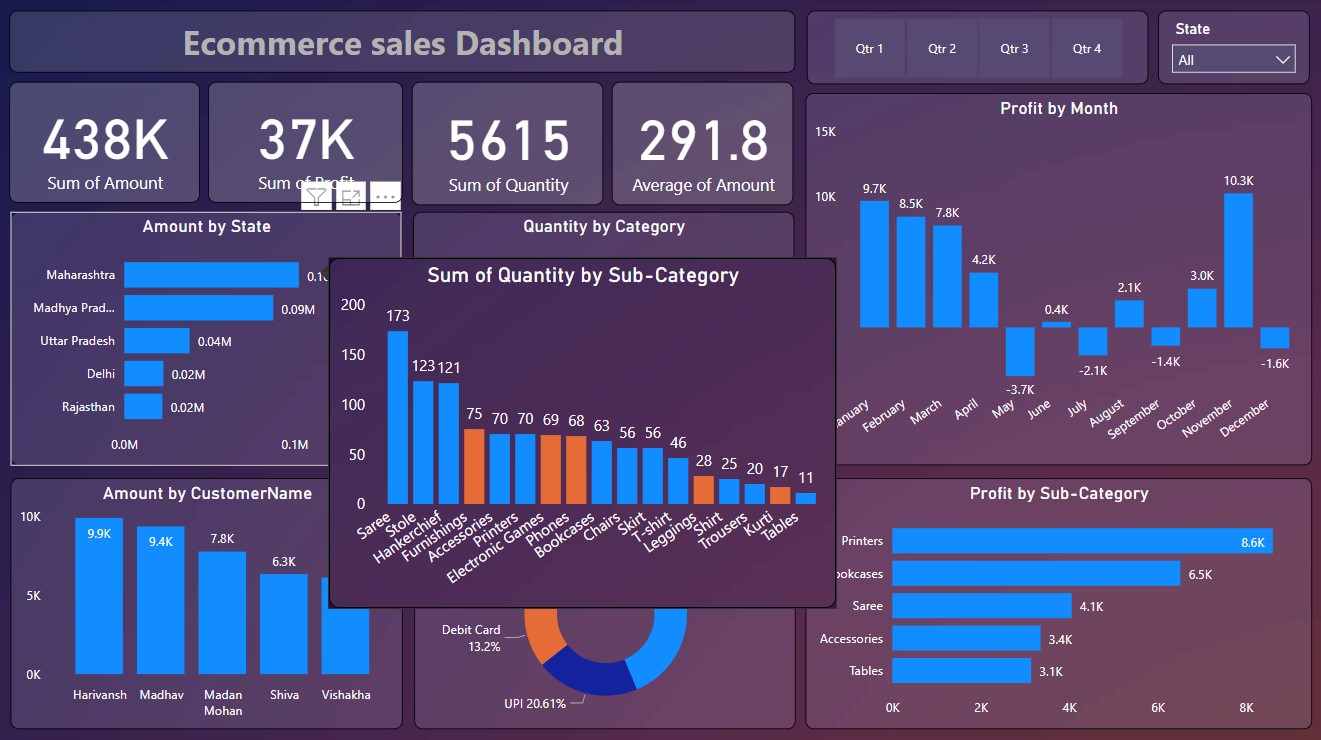 Ecommerce sales Dashboard
Qtr 1
Qtr 2
Qtr 3
Qtr 4
State
All
438K
Sum of Amount
37K
Sum of Profit
5615
Sum of Quantity
291.8
Average of Amount
Amount by State
Maharashtra
Madhya Prad...
0.09M
Uttar Pradesh
0.04M
Delhi
0.02M
Rajasthan
0.02M
0.0M
0.1M
Quantity by Category
Sum of Quantity by Sub-Category
200
150
100
50
0
173
123
121
75
70
70
69
68
63
56
56
46
28
25
20
17
11
Saree
Stole
Hankerchief
Furnishings
Accessories
Printers
Electronic Games
Phones
Bookcases
Chairs
Skirt
T-shirt
Leggings
Shirt
Trousers
Kurti
Tables
Profit by Month
15K
10K
9.7K
8.5K
7.8K
4.2K
-3.7K
0.4K
-2.1K
2.1K
-1.4K
3.0K
10.3K
-1.6K
anuary
February
March
April
May
June
July
August
September
October
November
December
Amount by CustomerName
10K
5K
0K
9.9K
9.4K
7.8K
6.3K
Harivansh
Madhav
Madan
Mohan
Shiva
Vishakha
Debit Card
13.2%
UPI 20.61%
Profit by Sub-Category
Printers
8.6K
ookcases
6.5K
Saree
4.1K
Accessories
3.4K
Tables
3.1K
0K
2K
4K
6K
8K